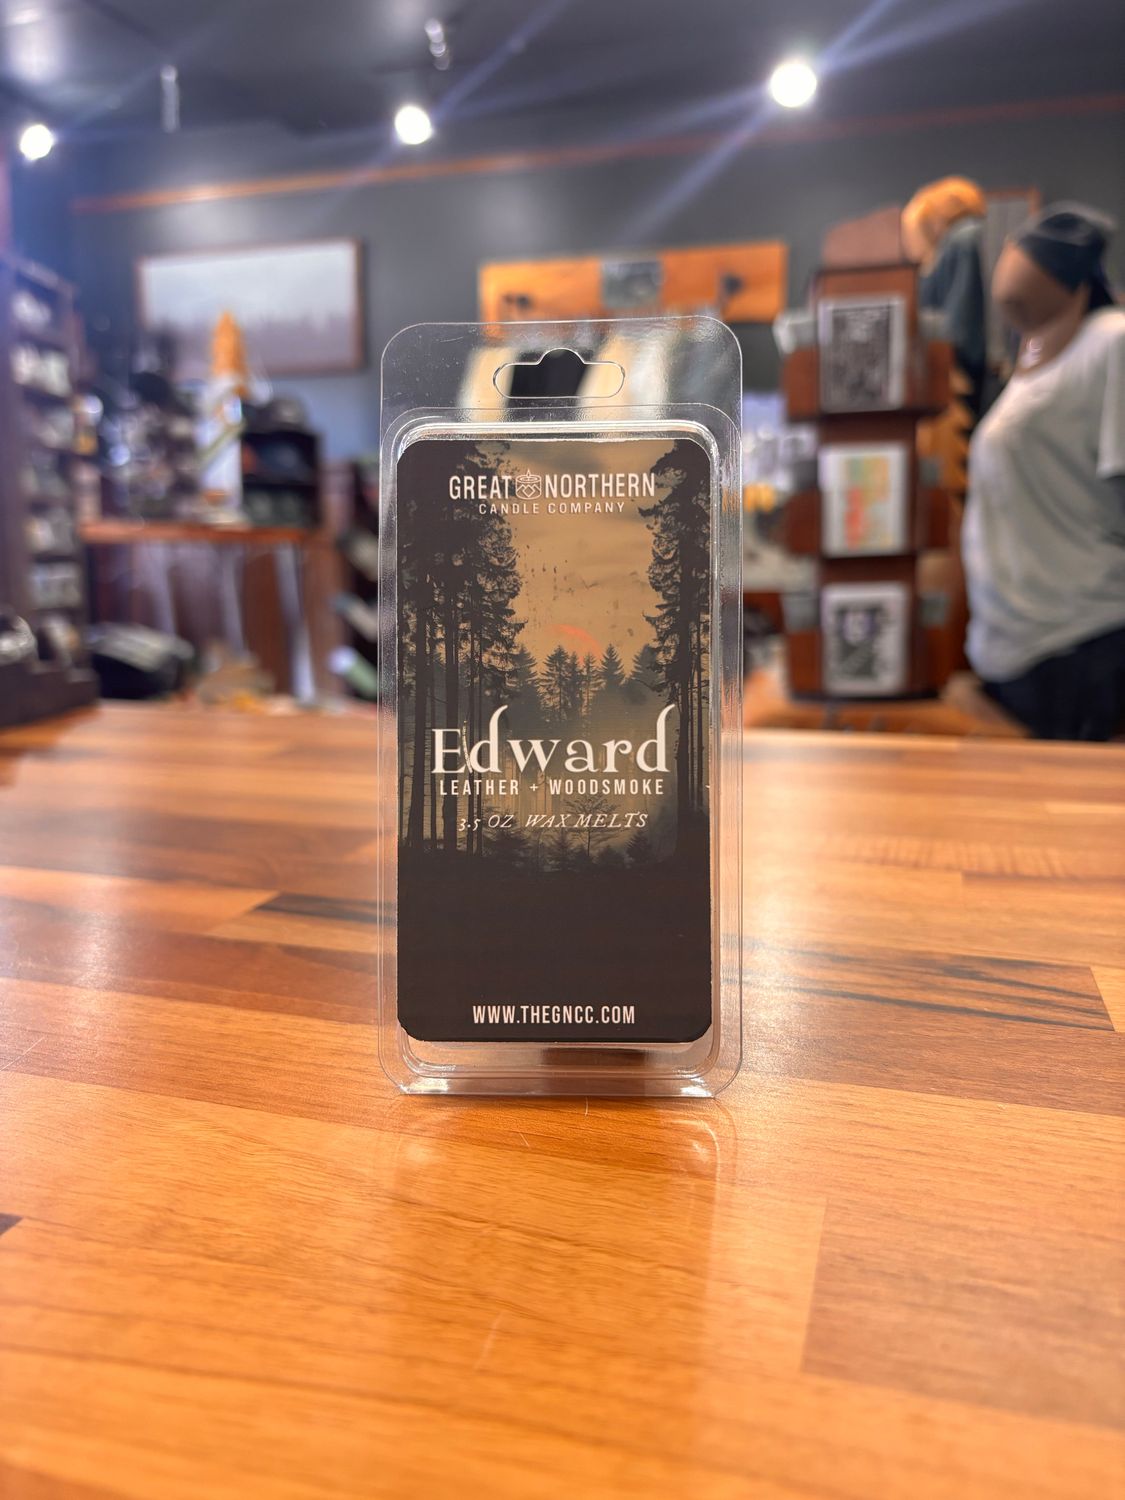 GREAT NORTHERN
CANDLE COMPANY
Edward
LEATHER + WOODSMOKE
3.5 OZ WAX MELTS
WWW.THEGNCC.COM